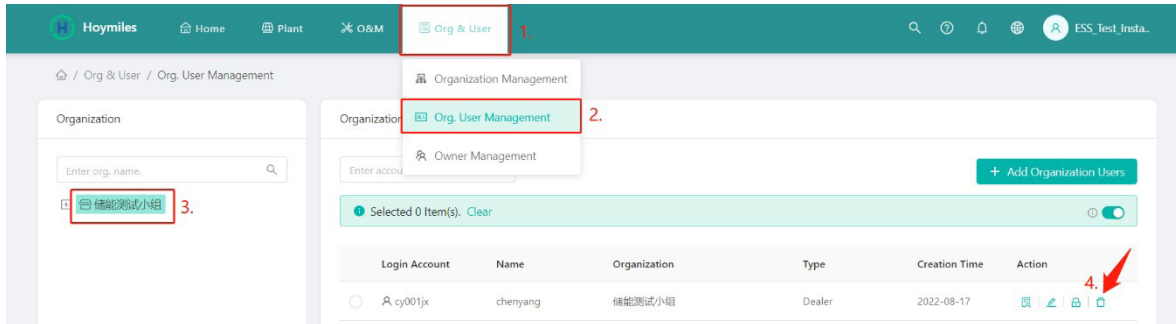 H Hoymiles Home Plant O&M Org & User 1. A ESS_Test_Insta..
/ Org & User / Org. User Management
Organization Management
Organization
Organization
Org. User Management 2.
Owner Management
Enter org. name.
Enter accou
+ Add Organization Users
储能测试小组 3.
Selected 0 Item(s). Clear
Login Account Name Organization Type Creation Time Action
4.
cy001jx chenyang 储能测试小组 Dealer 2022-08-17